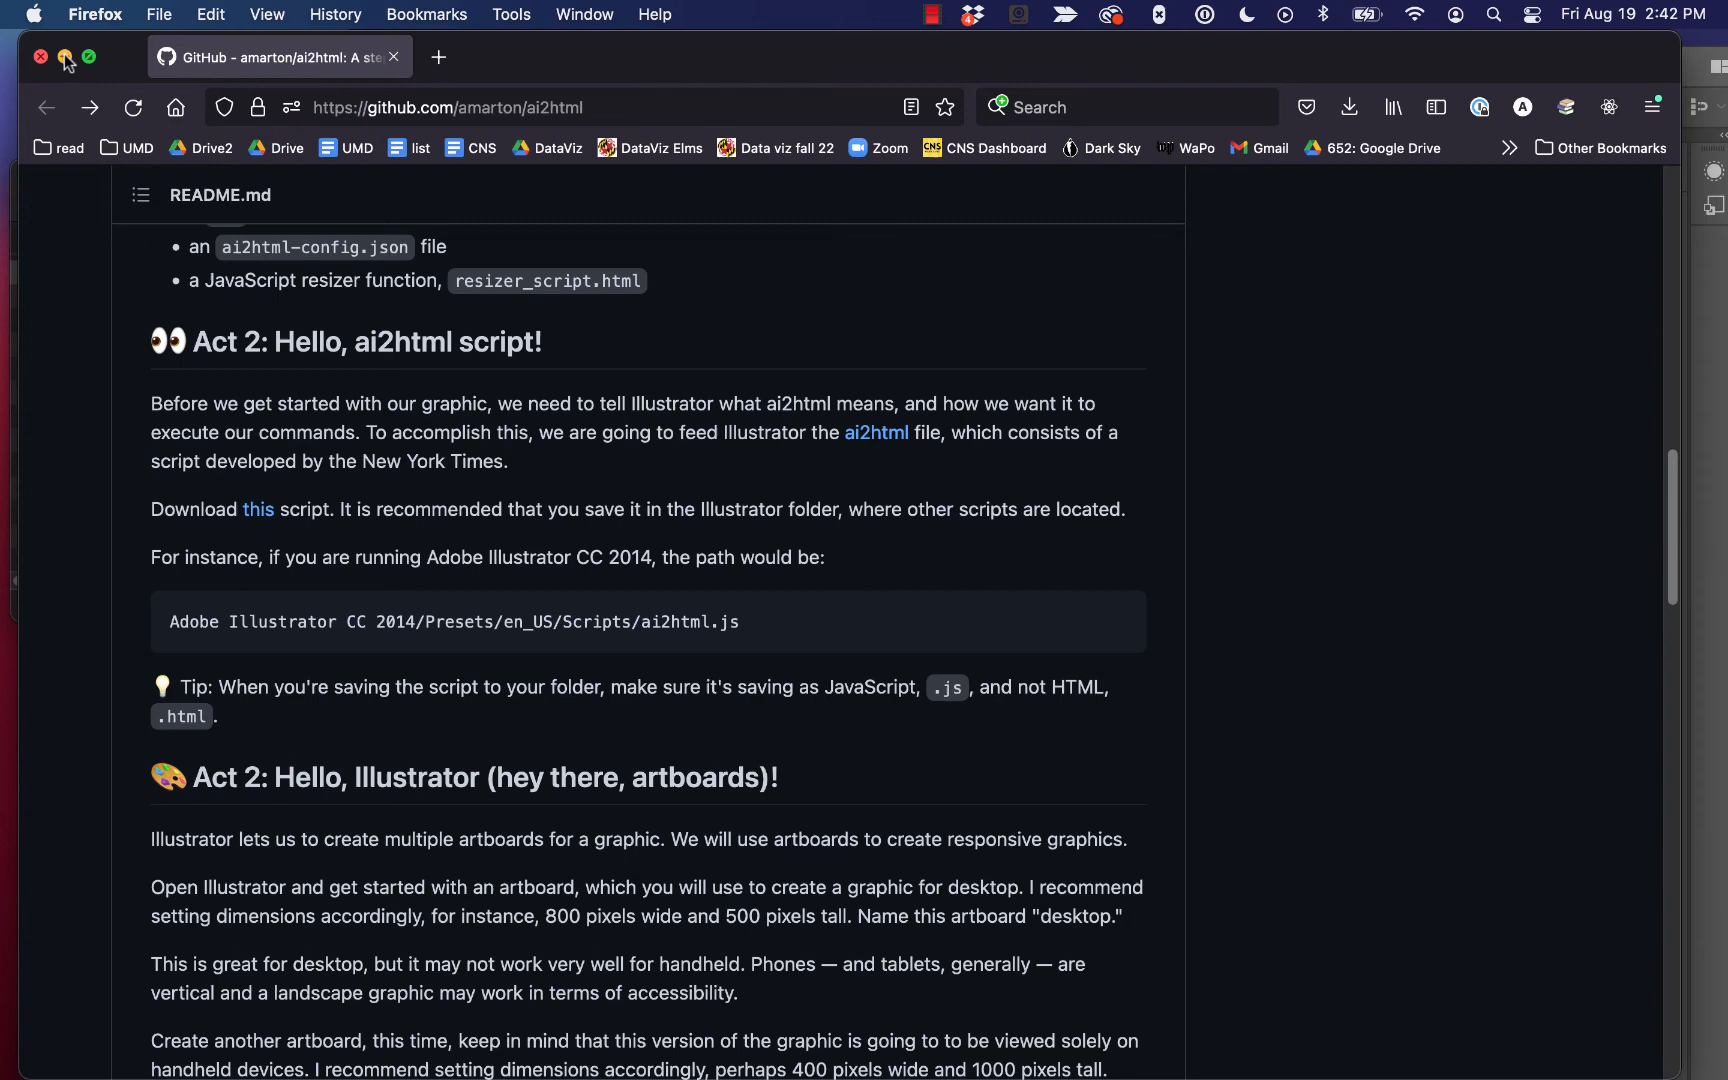 Firefox File Edit View History Bookmarks Tools Window Help 4 Fri Aug 19 2:42 PM
GitHub - amarton/ai2html: A ste
https://github.com/amarton/ai2html Search
read UMD Drive2 Drive UMD list CNS DataViz DataViz Elms Data viz fall 22 Zoom CNS Dashboard Dark Sky WaPo Gmail 652: Google Drive Other Bookmarks
README.md
• an ai2html-config.json file
• a JavaScript resizer function, resizer_script.html
👀 Act 2: Hello, ai2html script!
Before we get started with our graphic, we need to tell Illustrator what ai2html means, and how we want it to
execute our commands. To accomplish this, we are going to feed Illustrator the ai2html file, which consists of a
script developed by the New York Times.
Download this script. It is recommended that you save it in the Illustrator folder, where other scripts are located.
For instance, if you are running Adobe Illustrator CC 2014, the path would be:
Adobe Illustrator CC 2014/Presets/en_US/Scripts/ai2html.js
💡 Tip: When you're saving the script to your folder, make sure it's saving as JavaScript, .js, and not HTML,
.html.
🎨 Act 2: Hello, Illustrator (hey there, artboards)!
Illustrator lets us to create multiple artboards for a graphic. We will use artboards to create responsive graphics.
Open Illustrator and get started with an artboard, which you will use to create a graphic for desktop. I recommend
setting dimensions accordingly, for instance, 800 pixels wide and 500 pixels tall. Name this artboard "desktop."
This is great for desktop, but it may not work very well for handheld. Phones — and tablets, generally — are
vertical and a landscape graphic may work in terms of accessibility.
Create another artboard, this time, keep in mind that this version of the graphic is going to to be viewed solely on
handheld devices. I recommend setting dimensions accordingly, perhaps 400 pixels wide and 1000 pixels tall.